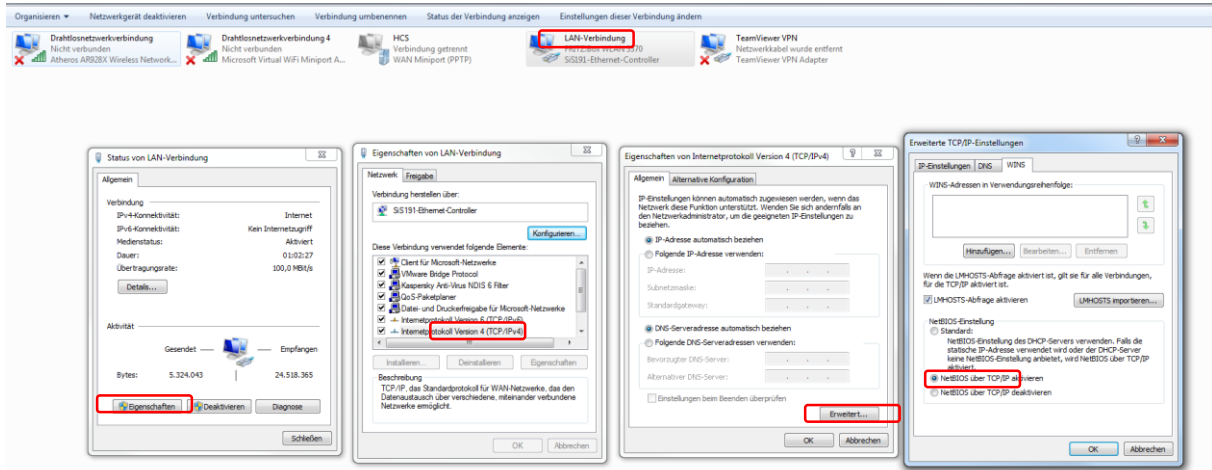 Organisieren ▾ Netzwerkgerät deaktivieren Verbindung untersuchen Verbindung umbenennen Status der Verbindung anzeigen Einstellungen dieser Verbindung ändern
Drahtlosnetzwerkverbindung
Nicht verbunden
Atheros AR928X Wireless Network...
Drahtlosnetzwerkverbindung 4
Nicht verbunden
Microsoft Virtual WiFi Miniport A...
HCS
Verbindung getrennt
WAN Miniport (PPTP)
LAN-Verbindung
FRITZ!Box WLAN 3370
SiS191-Ethernet-Controller
TeamViewer VPN
Netzwerkkabel wurde entfernt
TeamViewer VPN Adapter
Status von LAN-Verbindung
Allgemein
Verbindung
IPv4-Konnektivität: Internet
IPv6-Konnektivität: Kein Internetzugriff
Medienstatus: Aktiviert
Dauer: 01:02:27
Übertragungsrate: 100,0 MBit/s
Details...
Aktivität
Gesendet — — Empfangen
Bytes: 5.324.043 | 24.518.365
Eigenschaften Deaktivieren Diagnose
Schließen
Eigenschaften von LAN-Verbindung
Netzwerk Freigabe
Verbindung herstellen über:
SiS191-Ethernet-Controller
Konfigurieren...
Diese Verbindung verwendet folgende Elemente:
Client für Microsoft-Netzwerke
VMware Bridge Protocol
Kaspersky Anti-Virus NDIS 6 Filter
QoS-Paketplaner
Datei- und Druckerfreigabe für Microsoft-Netzwerke
Internetprotokoll Version 6 (TCP/IPv6)
Internetprotokoll Version 4 (TCP/IPv4)
Installieren... Deinstallieren Eigenschaften
Beschreibung
TCP/IP, das Standardprotokoll für WAN-Netzwerke, das den
Datenaustausch über verschiedene, miteinander verbundene
Netzwerke ermöglicht.
OK Abbrechen
Eigenschaften von Internetprotokoll Version 4 (TCP/IPv4)
Allgemein Alternative Konfiguration
IP-Einstellungen können automatisch zugewiesen werden, wenn das
Netzwerk diese Funktion unterstützt. Wenden Sie sich andernfalls an
den Netzwerkadministrator, um die geeigneten IP-Einstellungen zu
beziehen.
IP-Adresse automatisch beziehen
Folgende IP-Adresse verwenden:
IP-Adresse:
Subnetzmaske:
Standardgateway:
DNS-Serveradresse automatisch beziehen
Folgende DNS-Serveradressen verwenden:
Bevorzugter DNS-Server:
Alternativer DNS-Server:
Einstellungen beim Beenden überprüfen
Erweitert...
OK Abbrechen
Erweiterte TCP/IP-Einstellungen
IP-Einstellungen DNS WINS
WINS-Adressen in Verwendungsreihenfolge:
Hinzufügen... Bearbeiten... Entfernen
Wenn die LMHOSTS-Abfrage aktiviert ist, gilt sie für alle Verbindungen,
für die TCP/IP aktiviert ist.
LMHOSTS-Abfrage aktivieren LMHOSTS importieren...
NetBIOS-Einstellung
Standard:
NetBIOS-Einstellung des DHCP-Servers verwenden. Falls die
statische IP-Adresse verwendet wird oder der DHCP-Server
keine NetBIOS-Einstellung anbietet, wird NetBIOS über TCP/IP
aktiviert.
NetBIOS über TCP/IP aktivieren
NetBIOS über TCP/IP deaktivieren
OK Abbrechen